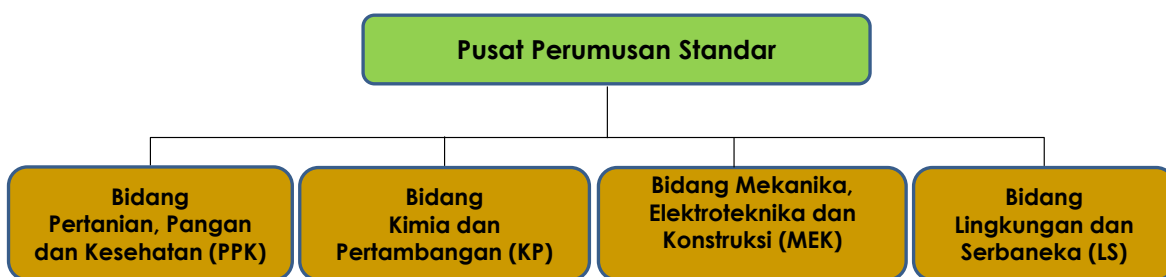 Pusat Perumusan Standar
Bidang
Pertanian, Pangan
dan Kesehatan (PPK)
Bidang
Kimia dan
Pertambangan (KP)
Bidang Mekanika,
Elektroteknika dan
Konstruksi (MEK)
Bidang
Lingkungan dan
Serbaneka (LS)